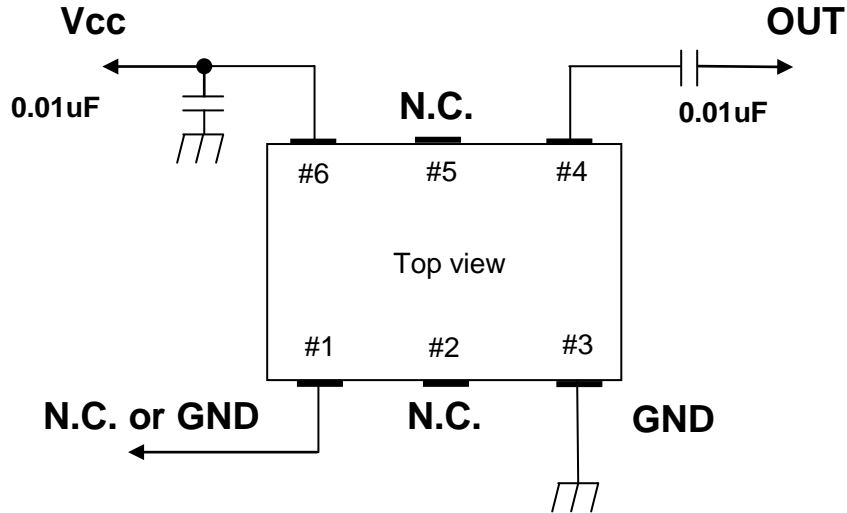 Vcc
OUT
0.01uF
N.C.
0.01uF
#6
#5
#4
Top view
#1
#2
#3
N.C. or GND
N.C.
GND